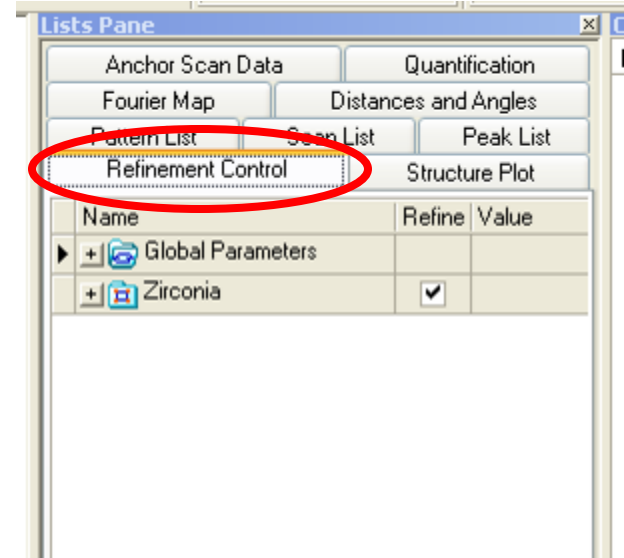 Lists Pane
Anchor Scan Data Quantification
Fourier Map Distances and Angles
Pattern List Scan List Peak List
Refinement Control Structure Plot
Name Refine Value
Global Parameters
Zirconia